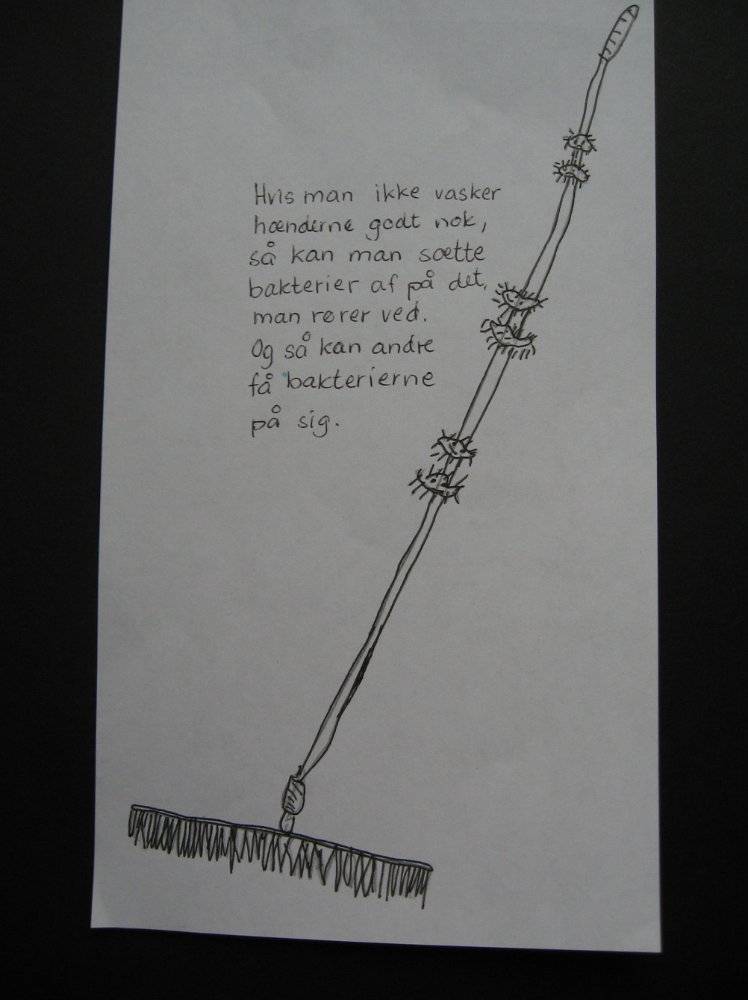 Hvis man ikke vasker
hænderne godt nok,
så kan man sætte
bakterier af på det,
man rører ved.
Og så kan andre
få bakterierne
på sig.